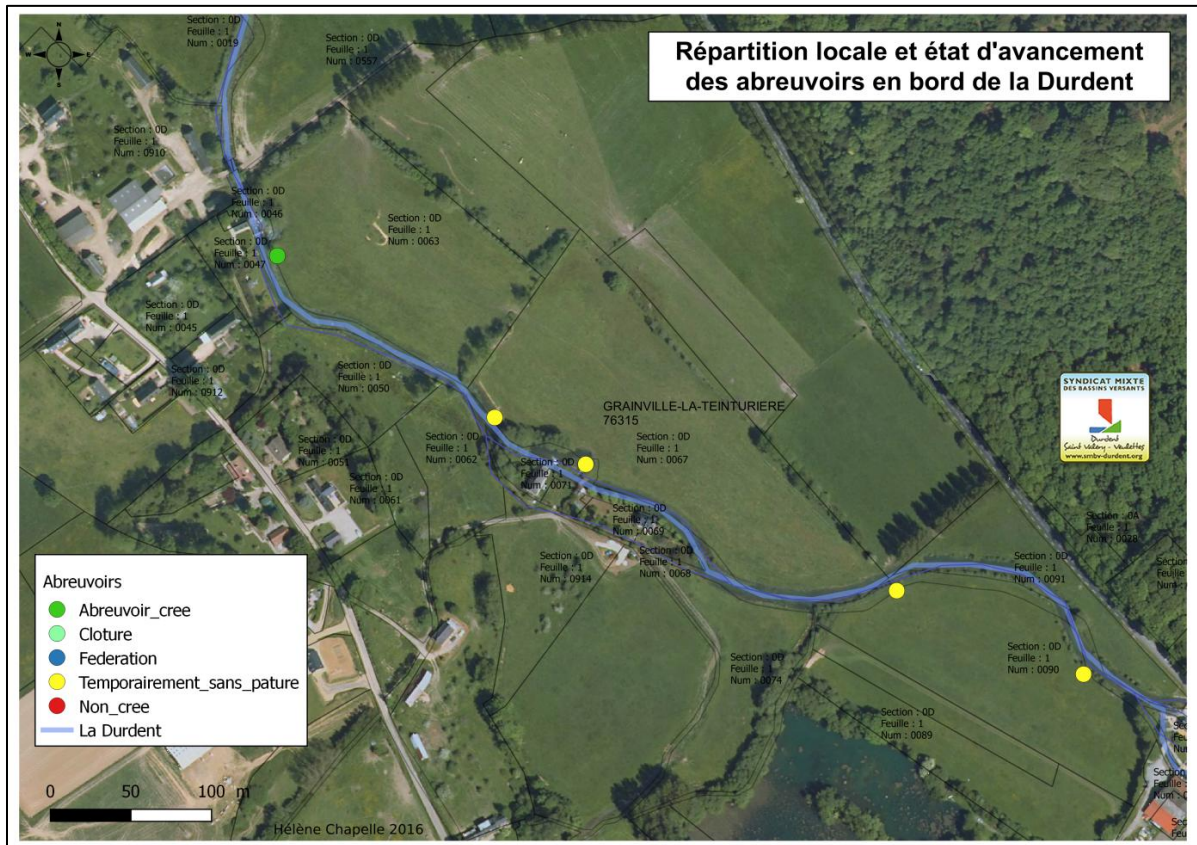 Répartition locale et état d'avancement
des abreuvoirs en bord de la Durdent
N
W
E
S
Section : 0D
Feuille : 1
Num : 0019
Section : 0D
Feuille : 1
Num : 0557
Section : 0D
Feuille : 1
Num : 0910
Section : 0D
Feuille : 1
Num : 0046
Section : 0D
Feuille : 1
Num : 0063
Section : 0D
Feuille : 1
Num : 0047
Section : 0D
Feuille : 1
Num : 0045
Section : 0D
Feuille : 1
Num : 0912
Section : 0D
Feuille : 1
Num : 0050
GRAINVILLE-LA-TEINTURIERE
76315
Section : 0D
Feuille : 1
Num : 0051
Section : 0D
Feuille : 1
Num : 0062
Section : 0D
Feuille : 1
Num : 0067
Section : 0D
Feuille : 1
Num : 0071
Section : 0D
Feuille : 1
Num : 0061
Section : 0D
Num : 0069
Section : 0D
Feuille : 1
Num : 0068
Section : 0D
Feuille : 1
Num : 0914
Section : 0A
Feuille : 1
Num : 0028
Section : 0D
Feuille : 1
Num : 0091
Section : 0D
Feuille : 1
Num : 0090
Section : 0D
Feuille : 1
Num : 0074
Section : 0D
Feuille : 1
Num : 0089
SYNDICAT MIXTE
DES BASSINS VERSANTS
Durdent
Saint Valery - Veulettes
www.smbv-durdent.org
Abreuvoirs
Abreuvoir_cree
Cloture
Federation
Temporairement_sans_pature
Non_cree
La Durdent
0 50 100 m
Hélène Chapelle 2016